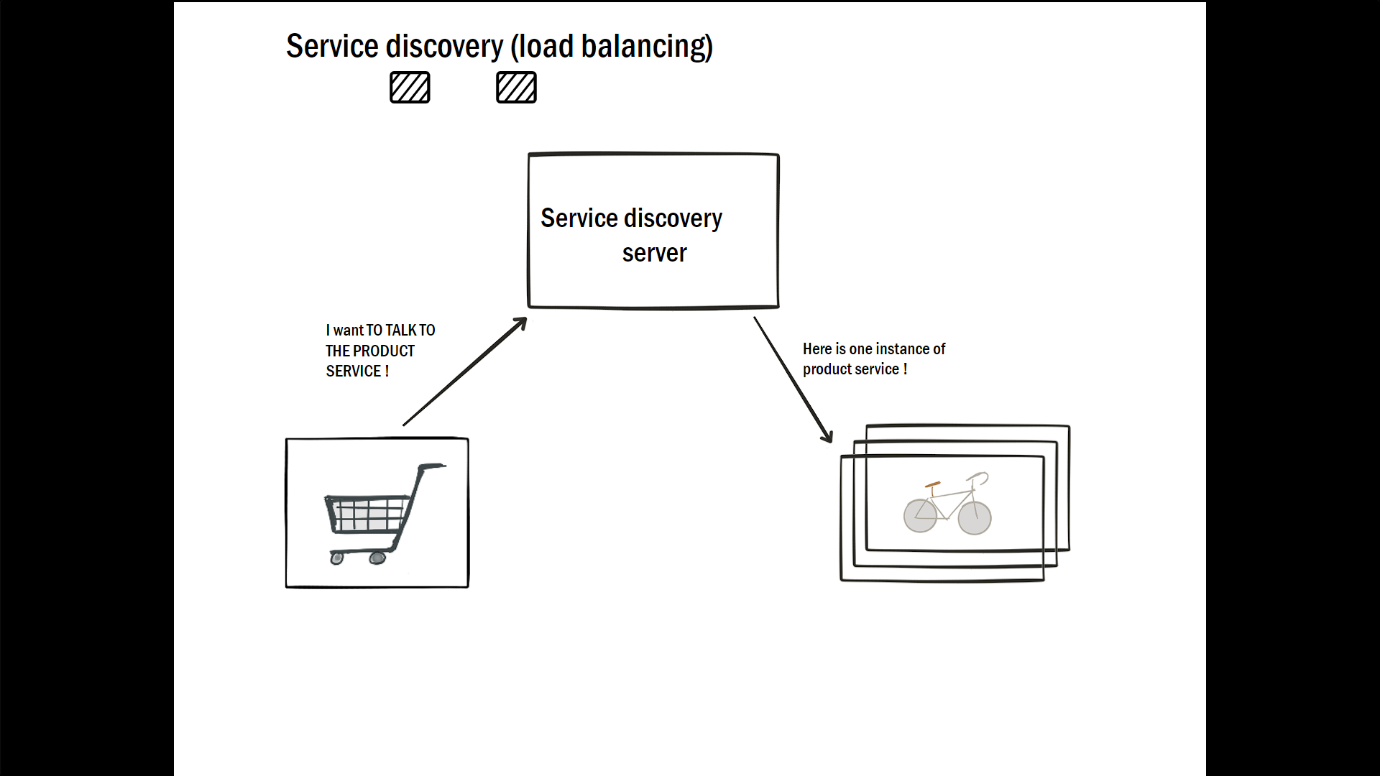 Service discovery (load balancing)
Service discovery
server
I want TO TALK TO
THE PRODUCT
SERVICE !
Here is one instance of
product service !